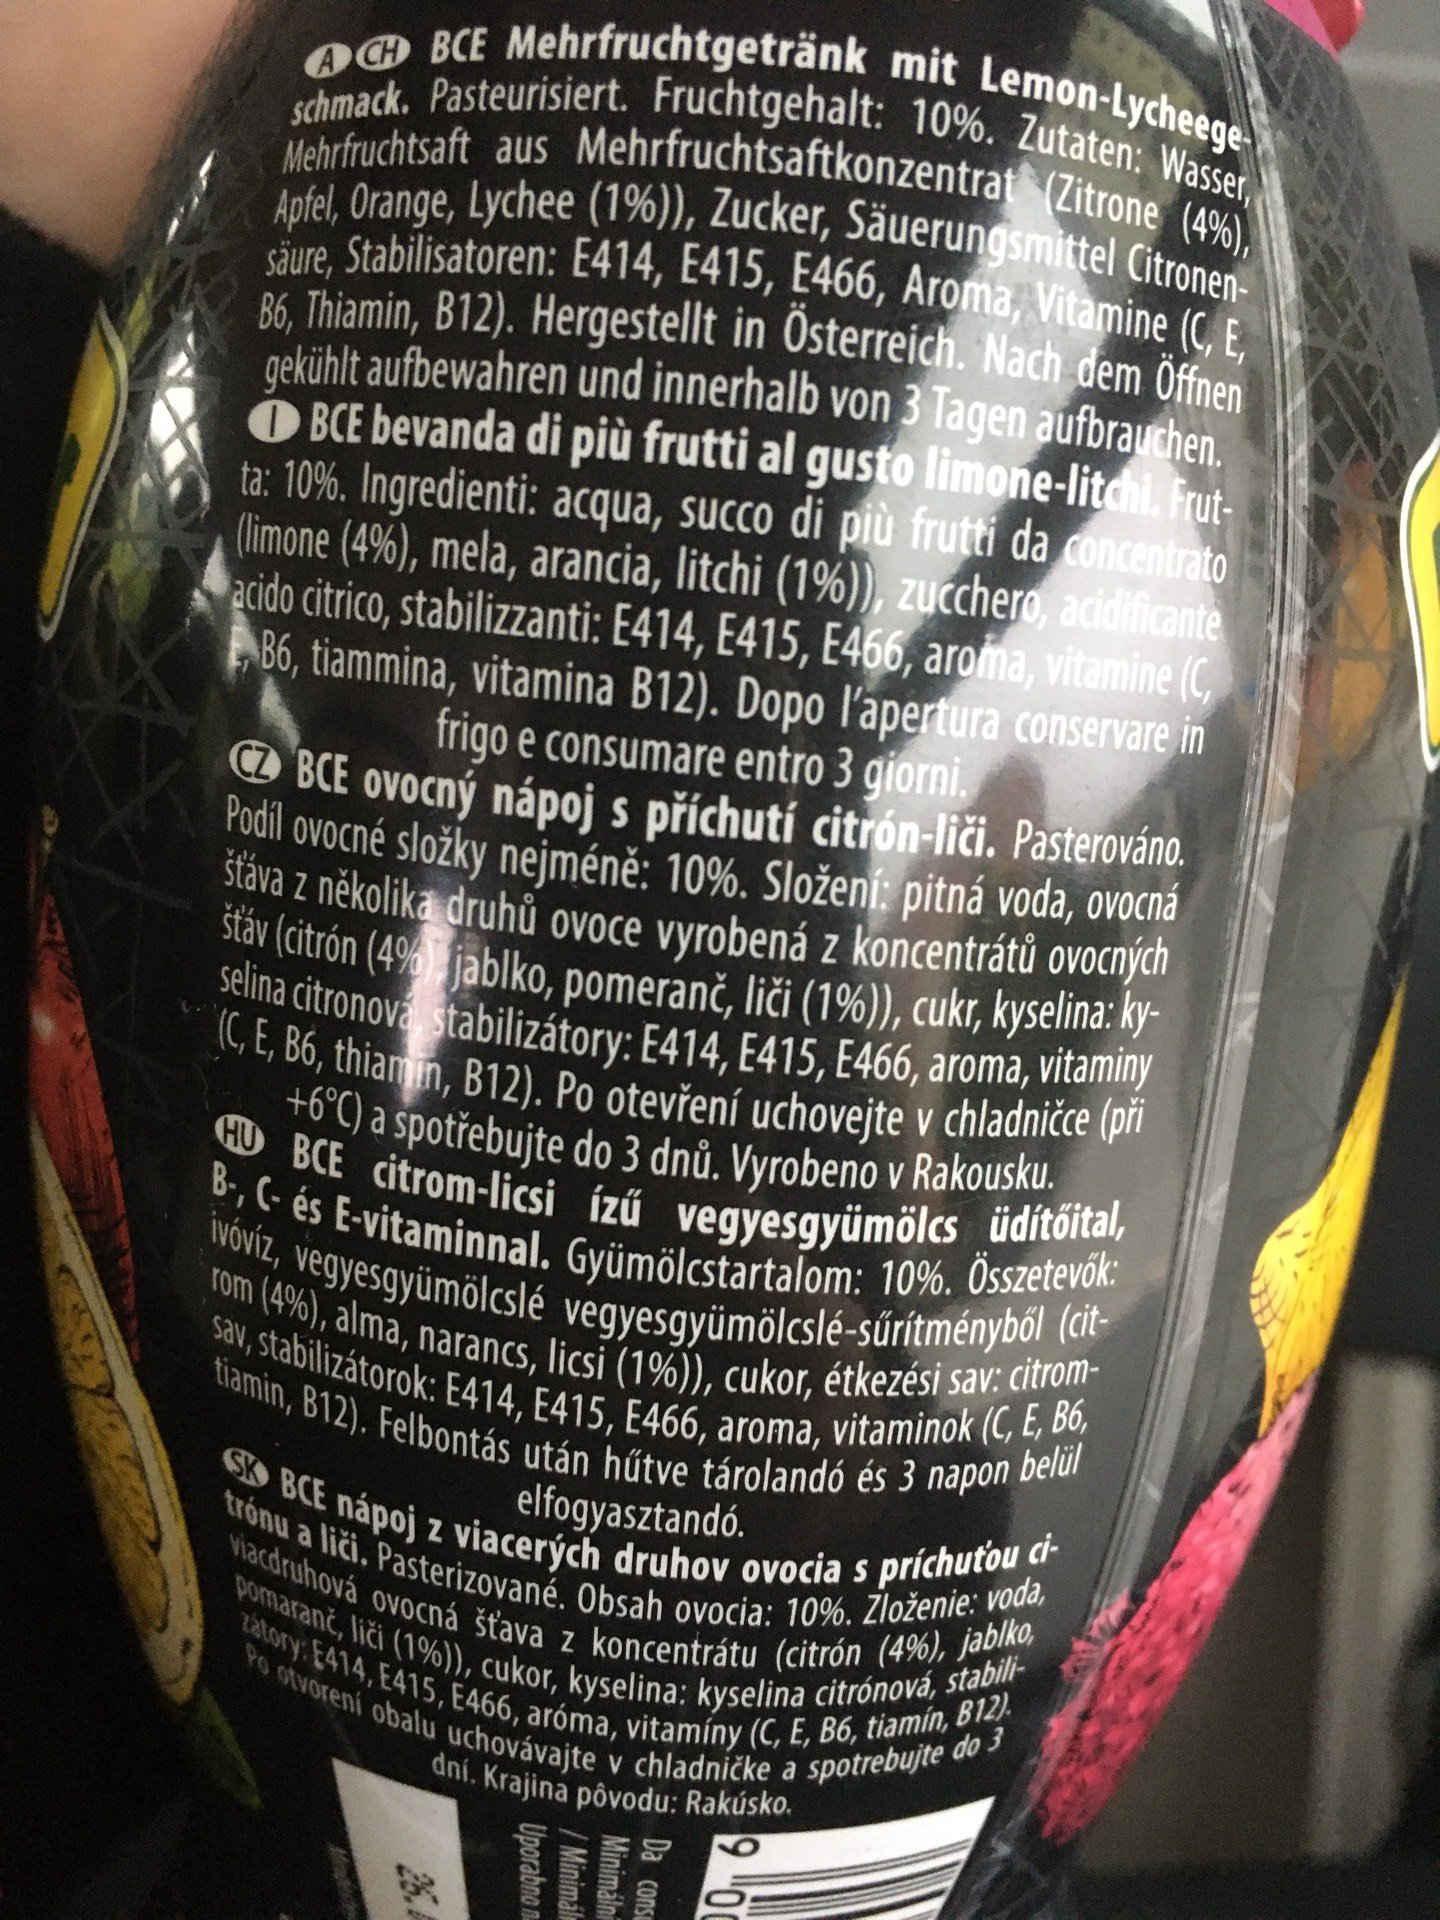 A CH BCE Mehrfruchtgetränk mit Lemon-Lycheege-
schmack. Pasteurisiert. Fruchtgehalt: 10%. Zutaten: Wasser,
Mehrfruchtsaft aus Mehrfruchtsaftkonzentrat (Zitrone (4%),
Apfel, Orange, Lychee (1%)), Zucker, Säuerungsmittel Citronen-
säure, Stabilisatoren: E414, E415, E466, Aroma, Vitamine (C, E,
B6, Thiamin, B12). Hergestellt in Österreich. Nach dem Öffnen
gekühlt aufbewahren und innerhalb von 3 Tagen aufbrauchen.
I BCE bevanda di più frutti al gusto limone-litchi. Frut-
ta: 10%. Ingredienti: acqua, succo di più frutti da concentrato
(limone (4%), mela, arancia, litchi (1%)), zucchero, acidificante
acido citrico, stabilizzanti: E414, E415, E466, aroma, vitamine (C,
E, B6, tiammina, vitamina B12). Dopo l'apertura conservare in
frigo e consumare entro 3 giorni.
CZ BCE ovocný nápoj s příchutí citrón-liči. Pasterováno.
Podíl ovocné složky nejméně: 10%. Složení: pitná voda, ovocná
šťáva z několika druhů ovoce vyrobená z koncentrátů ovocných
šťáv (citrón (4%), jablko, pomeranč, liči (1%)), cukr, kyselina: ky-
selina citronová, stabilizátory: E414, E415, E466, aroma, vitaminy
(C, E, B6, thiamin, B12). Po otevření uchovejte v chladničce (při
+6°C) a spotřebujte do 3 dnů. Vyrobeno v Rakousku.
HU BCE citrom-licsi ízű vegyesgyümölcs üdítőital,
B-, C- és E-vitaminnal. Gyümölcstartalom: 10%. Összetevők:
ivóvíz, vegyesgyümölcslé vegyesgyümölcslé-sűrítményből (cit-
rom (4%), alma, narancs, licsi (1%)), cukor, étkezési sav: citrom-
sav, stabilizátorok: E414, E415, E466, aroma, vitaminok (C, E, B6,
tiamin, B12). Felbontás után hűtve tárolandó és 3 napon belül
elfogyasztandó.
SK BCE nápoj z viacerých druhov ovocia s príchuťou ci-
trónu a liči. Pasterizované. Obsah ovocia: 10%. Zloženie: voda,
viacdruhová ovocná šťava z koncentrátu (citrón (4%), jablko,
pomaranč, liči (1%)), cukor, kyselina: kyselina citrónová, stabili-
zátory: E414, E415, E466, aróma, vitamíny (C, E, B6, tiamín, B12).
Po otvorení obalu uchovávajte v chladničke a spotrebujte do 3
dní. Krajina pôvodu: Rakúsko.
Da
9